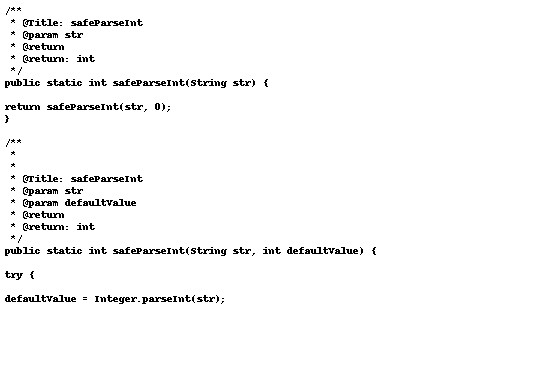 /**
 * @Title: safeParseInt
 * @param str
 * @return
 * @return: int
 */
public static int safeParseInt(String str) {
return safeParseInt(str, 0);
}
/**
 *
 *
 * @Title: safeParseInt
 * @param str
 * @param defaultValue
 * @return
 * @return: int
 */
public static int safeParseInt(String str, int defaultValue) {
try {
defaultValue = Integer.parseInt(str);